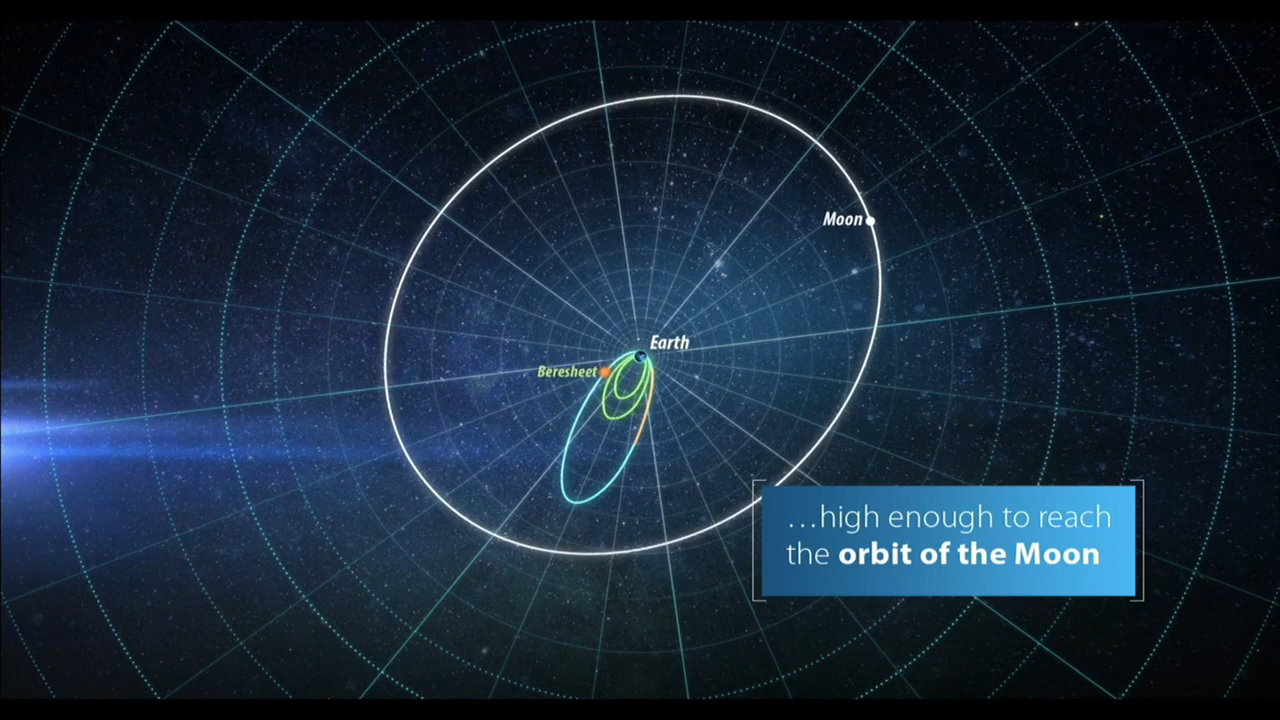 Moon
Earth
Beresheet
…high enough to reach
the orbit of the Moon